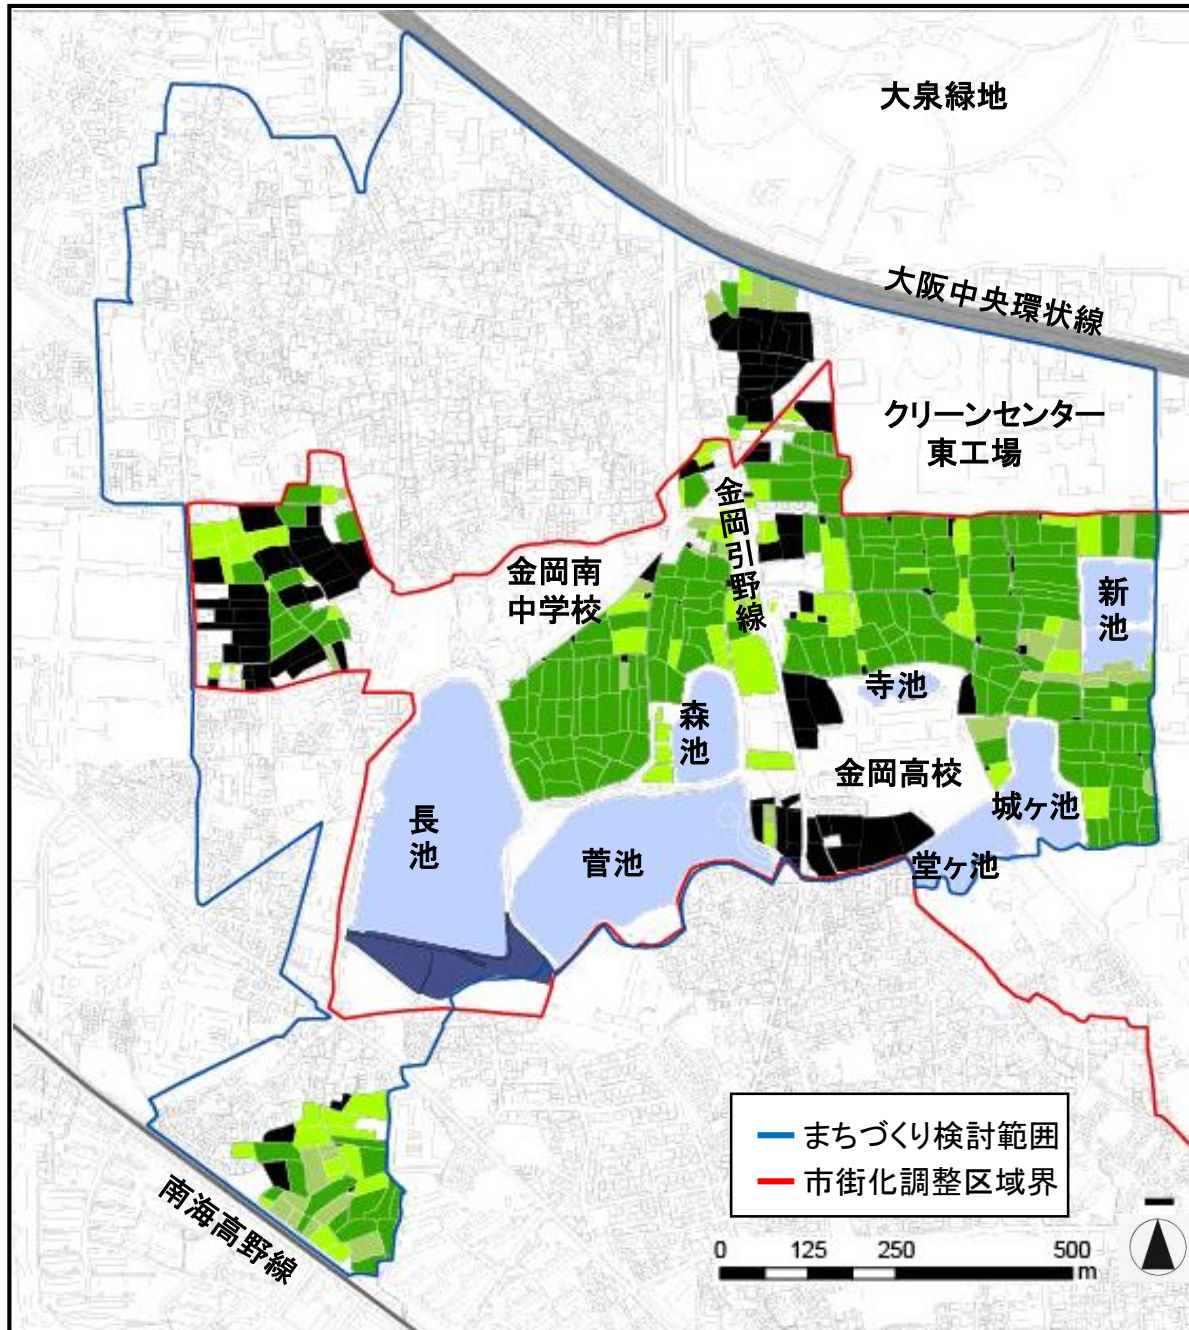 大泉緑地
大阪中央環状線
クリーンセンター
東工場
金岡引野線
金岡南
中学校
新池
寺池
森池
金岡高校
城ヶ池
長池
菅池
堂ヶ池
まちづくり検討範囲
市街化調整区域界
南海高野線
0 125 250 500
m